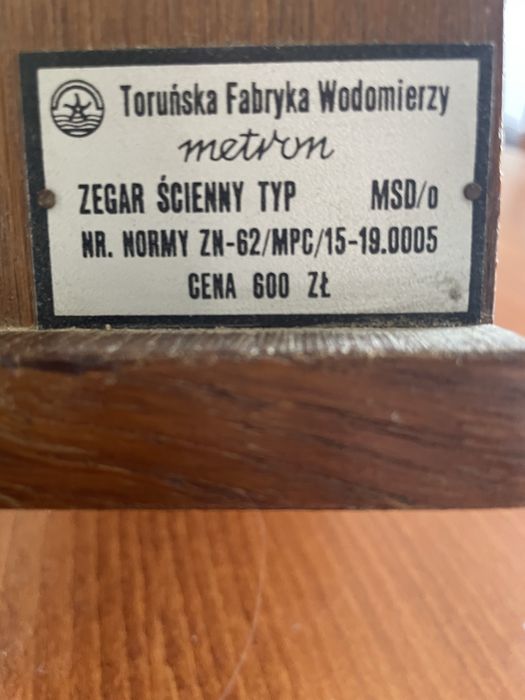 Toruńska Fabryka Wodomierzy
metron
ZEGAR ŚCIENNY TYP MSD/o
NR. NORMY ZN-62/MPC/15-19.0005
CENA 600 ZŁ